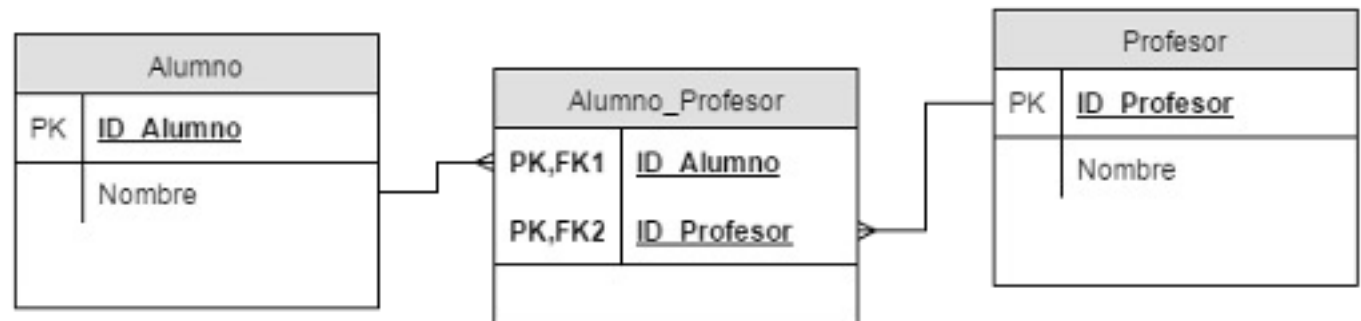 Alumno
PK ID_Alumno
Nombre
Alumno_Profesor
PK,FK1 ID_Alumno
PK,FK2 ID_Profesor
Profesor
PK ID_Profesor
Nombre